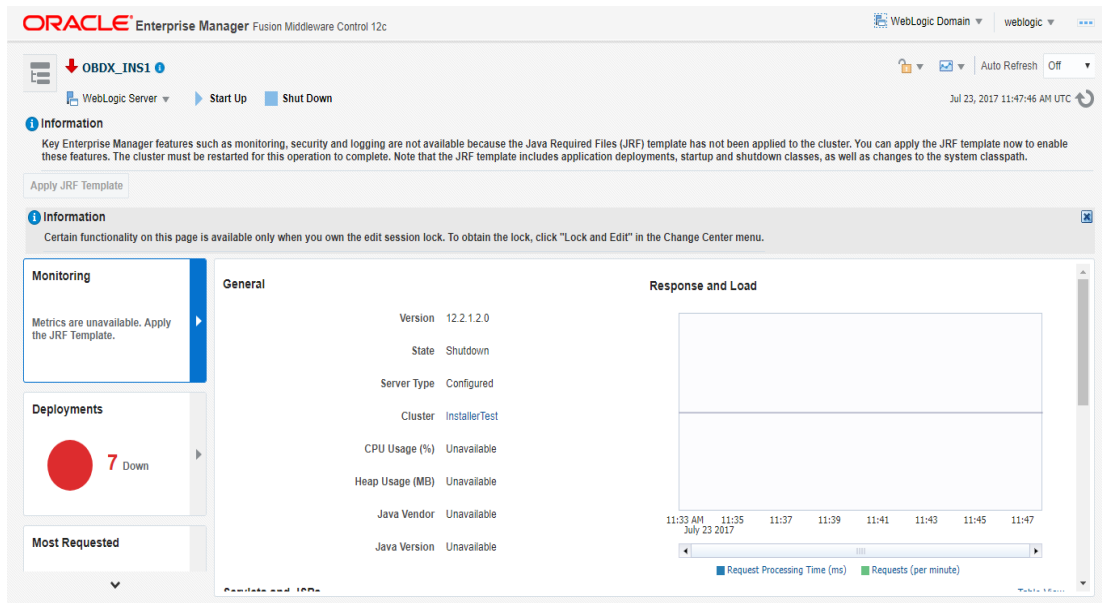 ORACLE Enterprise Manager Fusion Middleware Control 12c
WebLogic Domain
weblogic
OBDX_INS1
Auto Refresh Off
WebLogic Server
Start Up
Shut Down
Jul 23, 2017 11:47:46 AM UTC
Information
Key Enterprise Manager features such as monitoring, security and logging are not available because the Java Required Files (JRF) template has not been applied to the cluster. You can apply the JRF template now to enable
these features. The cluster must be restarted for this operation to complete. Note that the JRF template includes application deployments, startup and shutdown classes, as well as changes to the system classpath.
Apply JRF Template
Information
Certain functionality on this page is available only when you own the edit session lock. To obtain the lock, click "Lock and Edit" in the Change Center menu.
Monitoring
Metrics are unavailable. Apply
the JRF Template.
Deployments
7 Down
Most Requested
General
Version 12.2.1.2.0
State Shutdown
Server Type Configured
Cluster InstallerTest
CPU Usage (%) Unavailable
Heap Usage (MB) Unavailable
Java Vendor Unavailable
Java Version Unavailable
Servlets and JSPs
Response and Load
11:33 AM 11:35 11:37 11:39 11:41 11:43 11:45 11:47
July 23 2017
Request Processing Time (ms) Requests (per minute)
Table View